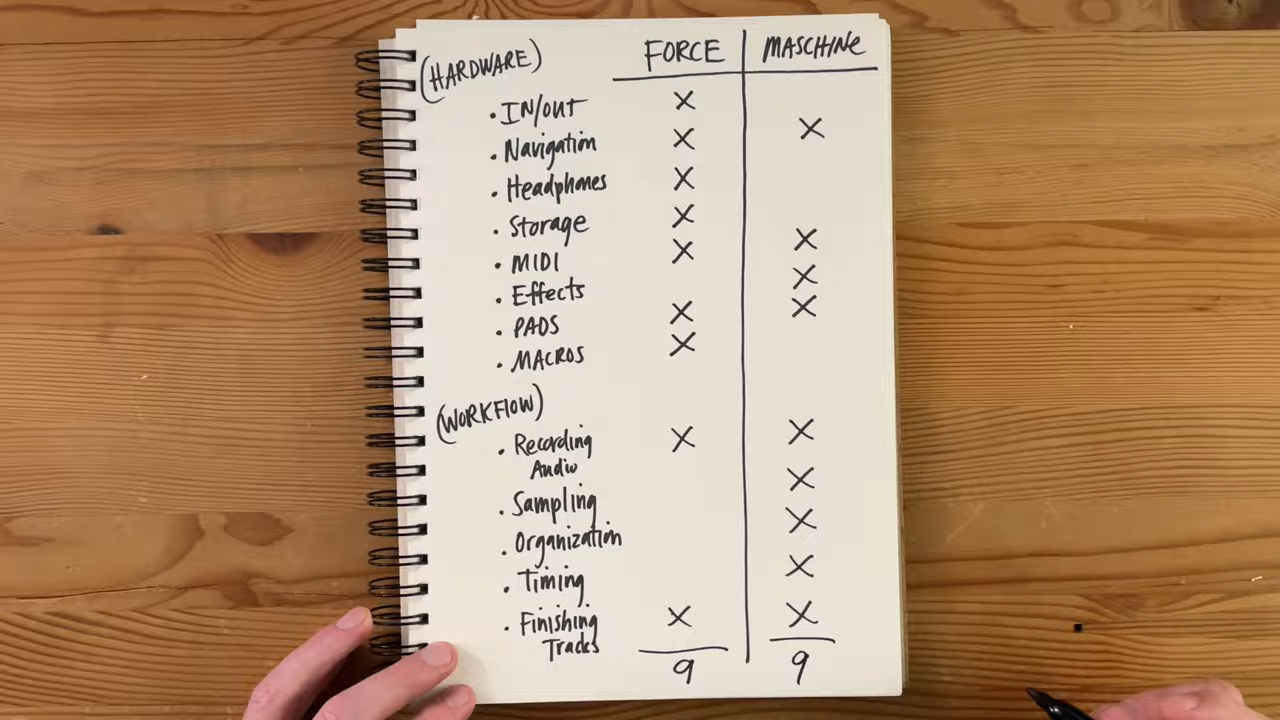 (HARDWARE) FORCE MASCHINE
• IN/OUT X
• Navigation X X
• Headphones X
• Storage X
• MIDI X X
• Effects X
• PADS X X
• MACROS X
(WORKFLOW)
• Recording X X
Audio
• Sampling X
• Organization X
• Timing X
• Finishing X X
Tracks
9 9